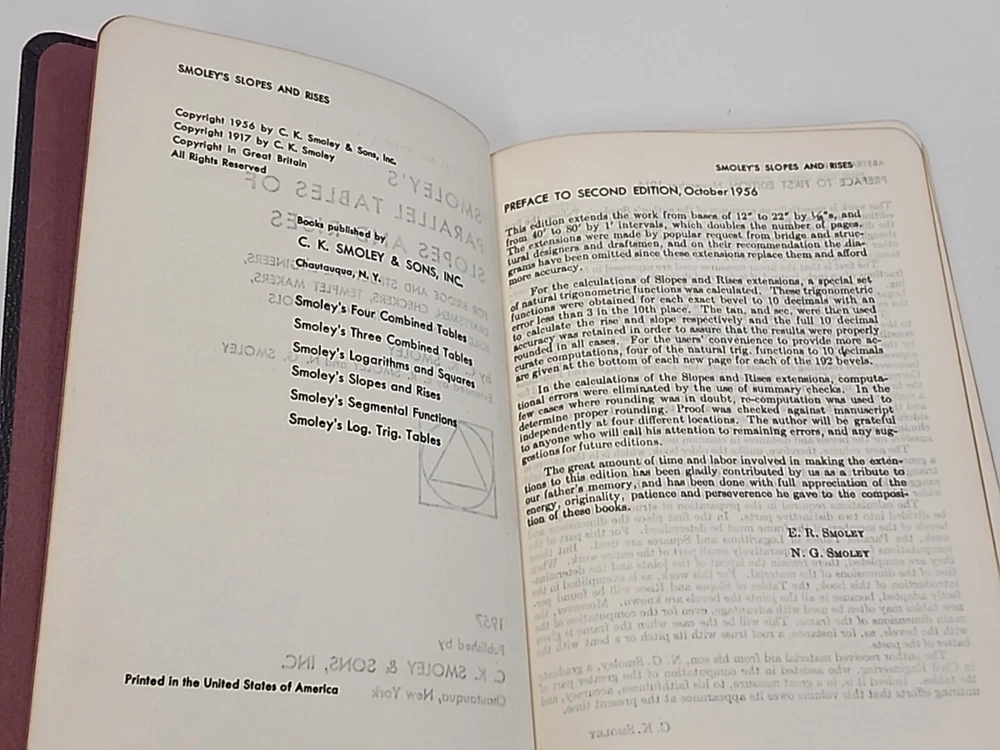 SMOLEY'S SLOPES AND RISES
Copyright 1956 by C. K. Smoley & Sons, Inc.
Copyright 1917 by C. K. Smoley
Copyright in Great Britain
All Rights Reserved
Books published by
C. K. SMOLEY & SONS, INC.
Chautauqua, N. Y.
Smoley's Four Combined Tables
Smoley's Three Combined Tables
Smoley's Logarithms and Squares
Smoley's Slopes and Rises
Smoley's Segmental Functions
Smoley's Log. Trig. Tables
Printed in the United States of America
SMOLEY'S SLOPES AND RISES
PREFACE TO SECOND EDITION, October 1956
This edition extends the work from bases of 12" to 22" by 1/16"s, and
from 40' to 80' by 1' intervals, which doubles the number of pages.
The extensions were made by popular request from bridge and struc-
tural designers and draftsmen, and on their recommendation the dia-
grams have been omitted since these extensions replace them and afford
more accuracy.
For the calculations of Slopes and Rises extensions, a special set
of natural trigonometric functions was calculated. These trigonometric
functions were obtained for each exact bevel to 10 decimals with an
error less than 3 in the 10th place. The tan, and sec. were then used
to calculate the rise and slope respectively and the full 10 decimal
accuracy was retained in order to assure that the results were properly
rounded in all cases. For the users' convenience to provide more ac-
curate computations, four of the natural trig. functions to 10 decimals
are given at the bottom of each new page for each of the 192 bevels.
In the calculations of the Slopes and Rises extensions, computa-
tional errors were eliminated by the use of summary checks. In the
few cases where rounding was in doubt, re-computation was used to
determin proper rounding. Proof was checked against manuscript
independently at four different locations. The author will be grateful
to anyone who will call his attention to remaining errors, and any sug-
gestions for future editions.
The great amount of time and labor involved in making the exten-
tions to this edition has been gladly contributed by us as a tribute to
our father's memory, and has been done with full appreciation of the
energy, originality, patience and perseverance he gave to the composi-
tion of these books.
E. R. SMOLEY
N. G. SMOLEY